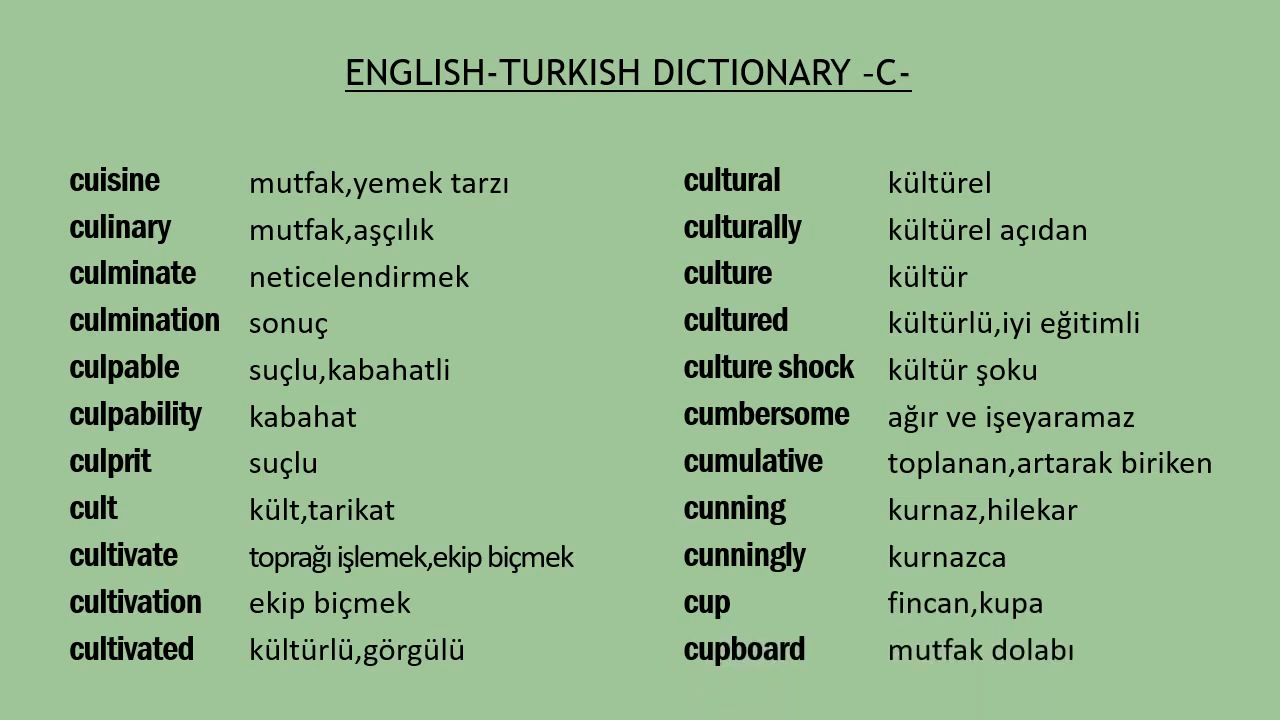 ENGLISH-TURKISH DICTIONARY –C-
cuisine mutfak,yemek tarzı
culinary mutfak,aşçılık
culminate neticelendirmek
culmination sonuç
culpable suçlu,kabahatli
culpability kabahat
culprit suçlu
cult kült,tarikat
cultivate toprağı işlemek,ekip biçmek
cultivation ekip biçmek
cultivated kültürlü,görgülü
cultural kültürel
culturally kültürel açıdan
culture kültür
cultured kültürlü,iyi eğitimli
culture shock kültür şoku
cumbersome ağır ve işeyaramaz
cumulative toplanan,artarak biriken
cunning kurnaz,hilekar
cunningly kurnazca
cup fincan,kupa
cupboard mutfak dolabı